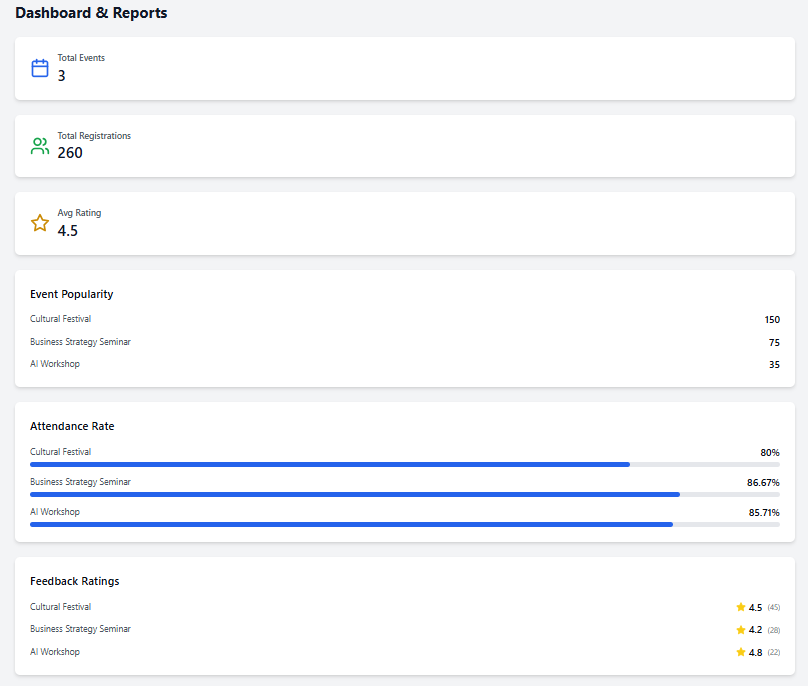 Dashboard & Reports
Total Events
3
Total Registrations
260
Avg Rating
4.5
Event Popularity
Cultural Festival 150
Business Strategy Seminar 75
AI Workshop 35
Attendance Rate
Cultural Festival 80%
Business Strategy Seminar 86.67%
AI Workshop 85.71%
Feedback Ratings
Cultural Festival 4.5 (45)
Business Strategy Seminar 4.2 (28)
AI Workshop 4.8 (22)